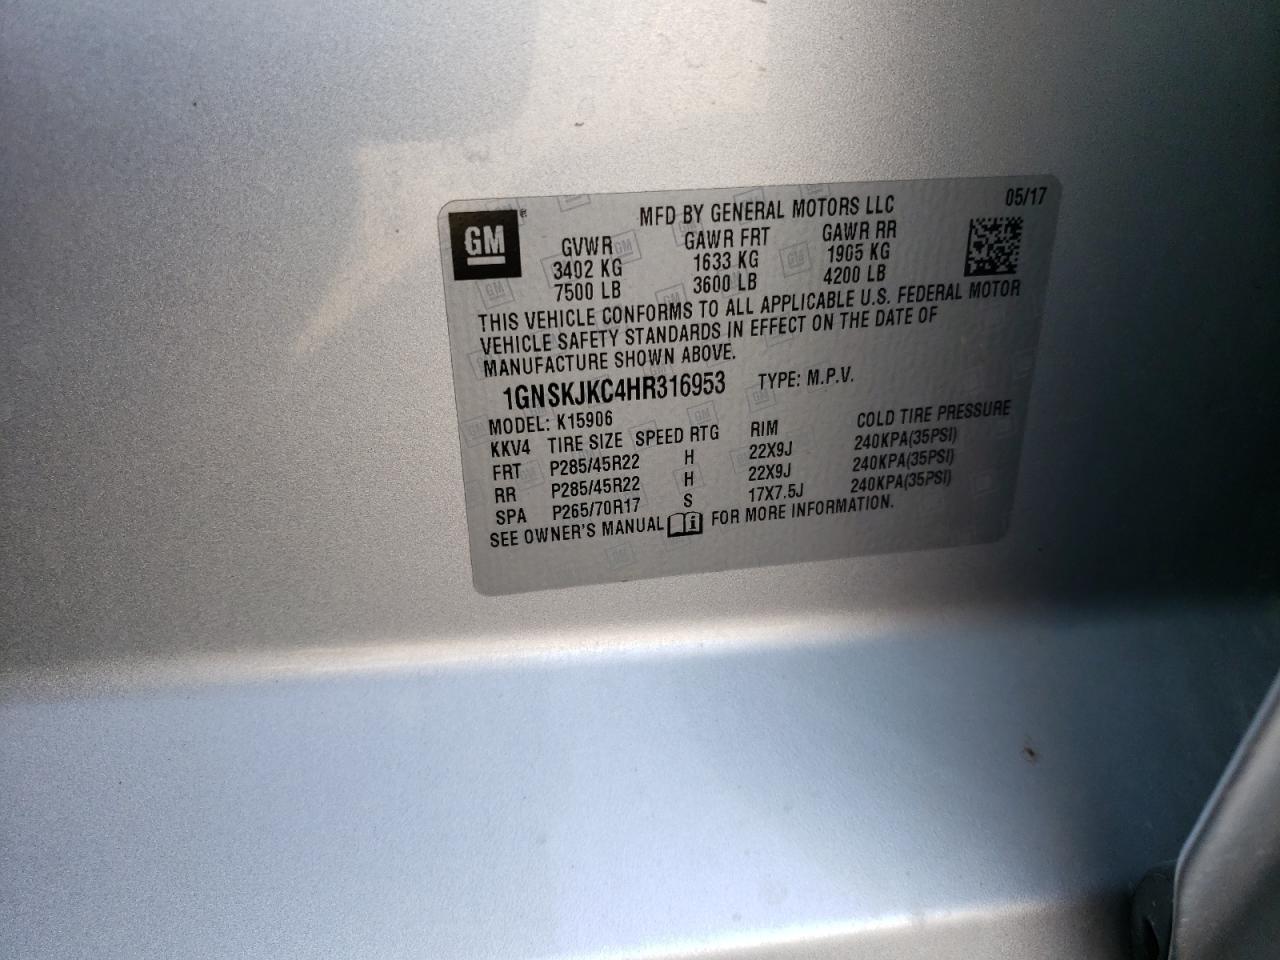 GM
MFD BY GENERAL MOTORS LLC 05/17
GVWR GAWR FRT GAWR RR
3402 KG 1633 KG 1905 KG
7500 LB 3600 LB 4200 LB
THIS VEHICLE CONFORMS TO ALL APPLICABLE U.S. FEDERAL MOTOR
VEHICLE SAFETY STANDARDS IN EFFECT ON THE DATE OF
MANUFACTURE SHOWN ABOVE.
1GNSKJKC4HR316953 TYPE: M.P.V.
MODEL: K15906
KKV4 TIRE SIZE SPEED RTG RIM COLD TIRE PRESSURE
FRT P285/45R22 H 22X9J 240KPA(35PSI)
RR P285/45R22 H 22X9J 240KPA(35PSI)
SPA P265/70R17 S 17X7.5J 240KPA(35PSI)
SEE OWNER'S MANUAL FOR MORE INFORMATION.